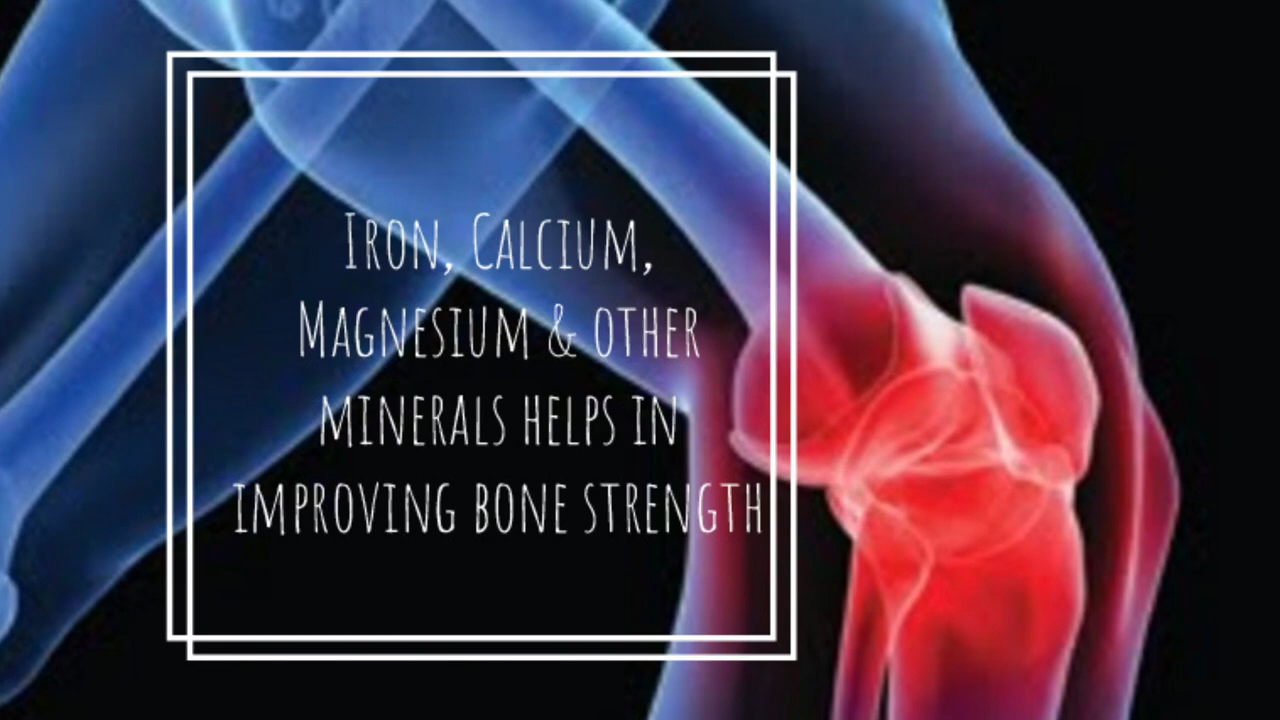 Iron, Calcium,
Magnesium & other
minerals helps in
improving bone strength